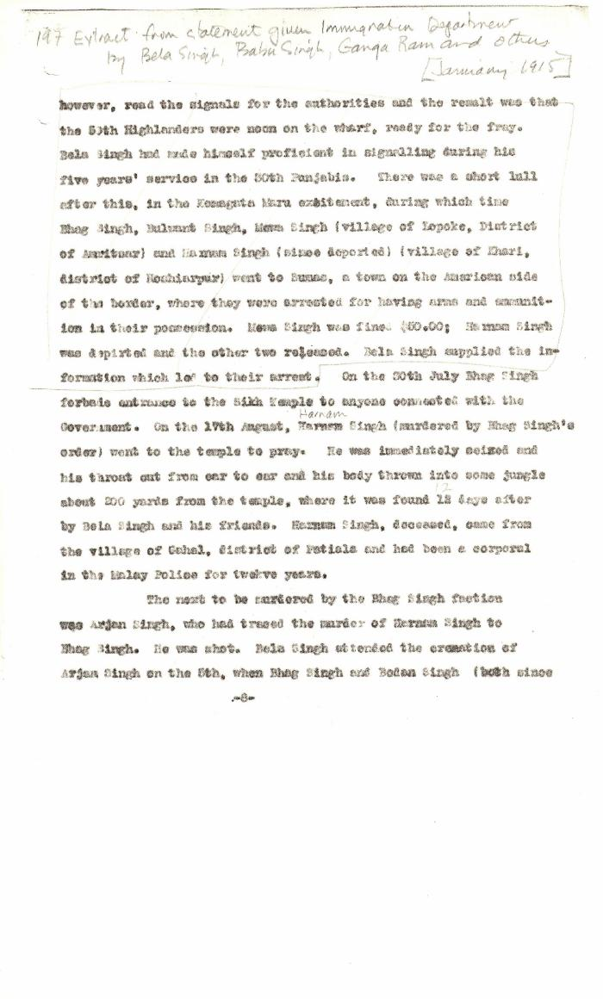 197 Extract from statement given Immigration Department
by Bela Singh, Babu Singh, Ganga Ram and others
[January 1915]
however, read the signals for the authorities and the result was that
the 50th Highlanders were noon on the wharf, ready for the fray.
Bela Singh had made himself proficient in signalling during his
five years' service in the 30th Punjabis. There was a short lull
after this, in the Komagata Maru excitement, during which time
Bhag Singh, Bulwant Singh, Mewa Singh (village of Lopoke, District
of Amritsar) and Harnam Singh (since deported) (village of Khari,
district of Hoshiarpur) went to Sumas, a town on the American side
of the border, where they were arrested for having arms and ammunit-
ion in their possession. Mewa Singh was fined $50.00; Harnam Singh
was depirted and the other two released. Bela Singh supplied the in-
formation which led to their arrest. On the 30th July Bhag Singh
forbade entrance to the Sikh Temple to anyone connected with the
Harnam
Government. On the 17th August, Harnam Singh (murdered by Bhag Singh's
order) went to the temple to pray. He was immediately seized and
his throat cut from ear to ear and his body thrown into some jungle
12
about 200 yards from the temple, where it was found 12 days after
by Bela Singh and his friends. Harnam Singh, deceased, came from
the village of Gahal, district of Patiala and had been a corporal
in the Malay Police for twekve years.
The next to be murdered by the Bhag Singh faction
was Arjan Singh, who had traced the murder of Harnam Singh to
Bhag Singh. He was shot. Bela Singh attended the cremation of
Arjan Singh on the 5th, when Bhag Singh and Bodan Singh (both since
-8-